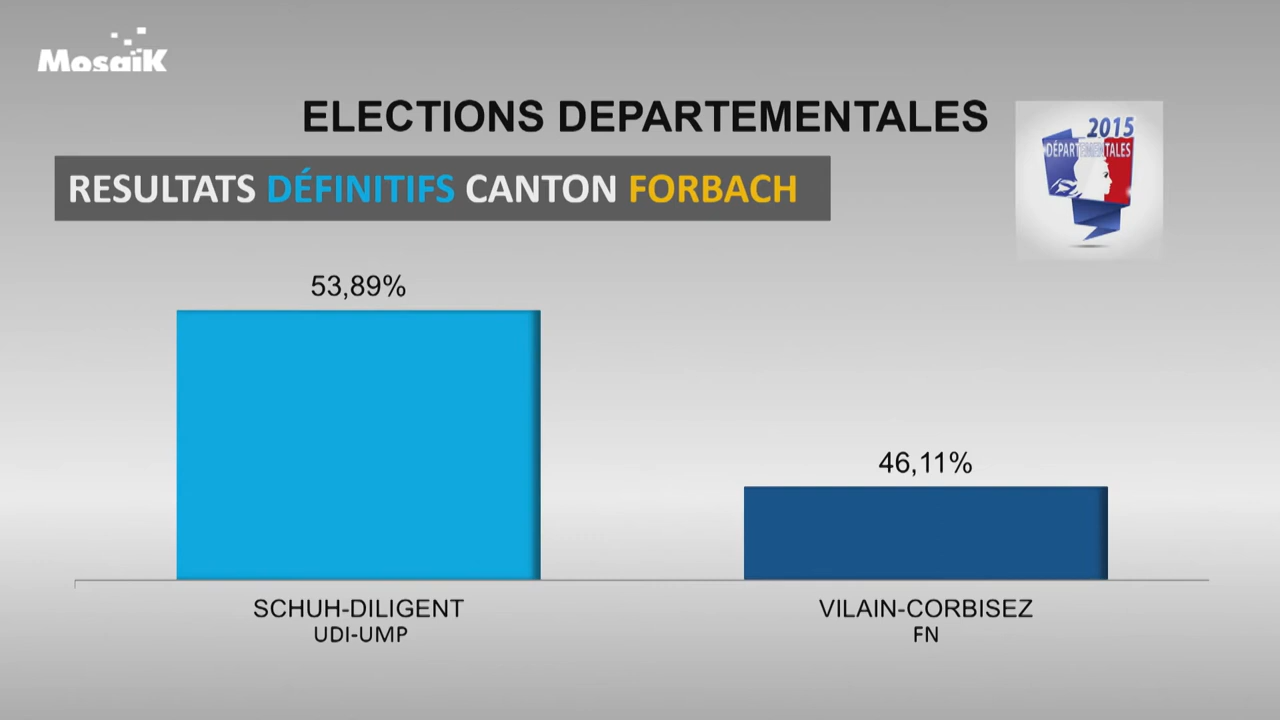 MosaïK
ELECTIONS DEPARTEMENTALES
2015
DÉPARTEMENTALES
RESULTATS DÉFINITIFS CANTON FORBACH
53,89%
46,11%
SCHUH-DILIGENT
UDI-UMP
VILAIN-CORBISEZ
FN